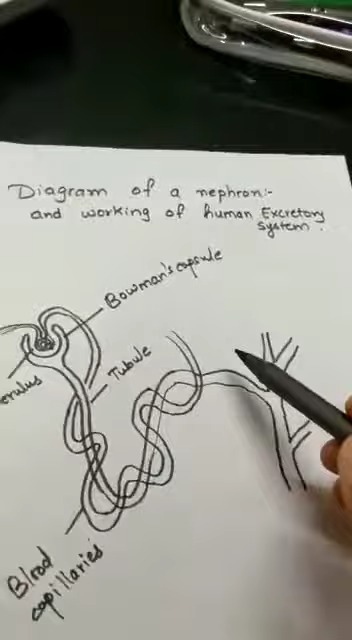 Diagram of a nephron:-
and working of human Excretory
system.
Bowman's capsule
Tubule
Blood
capillaries